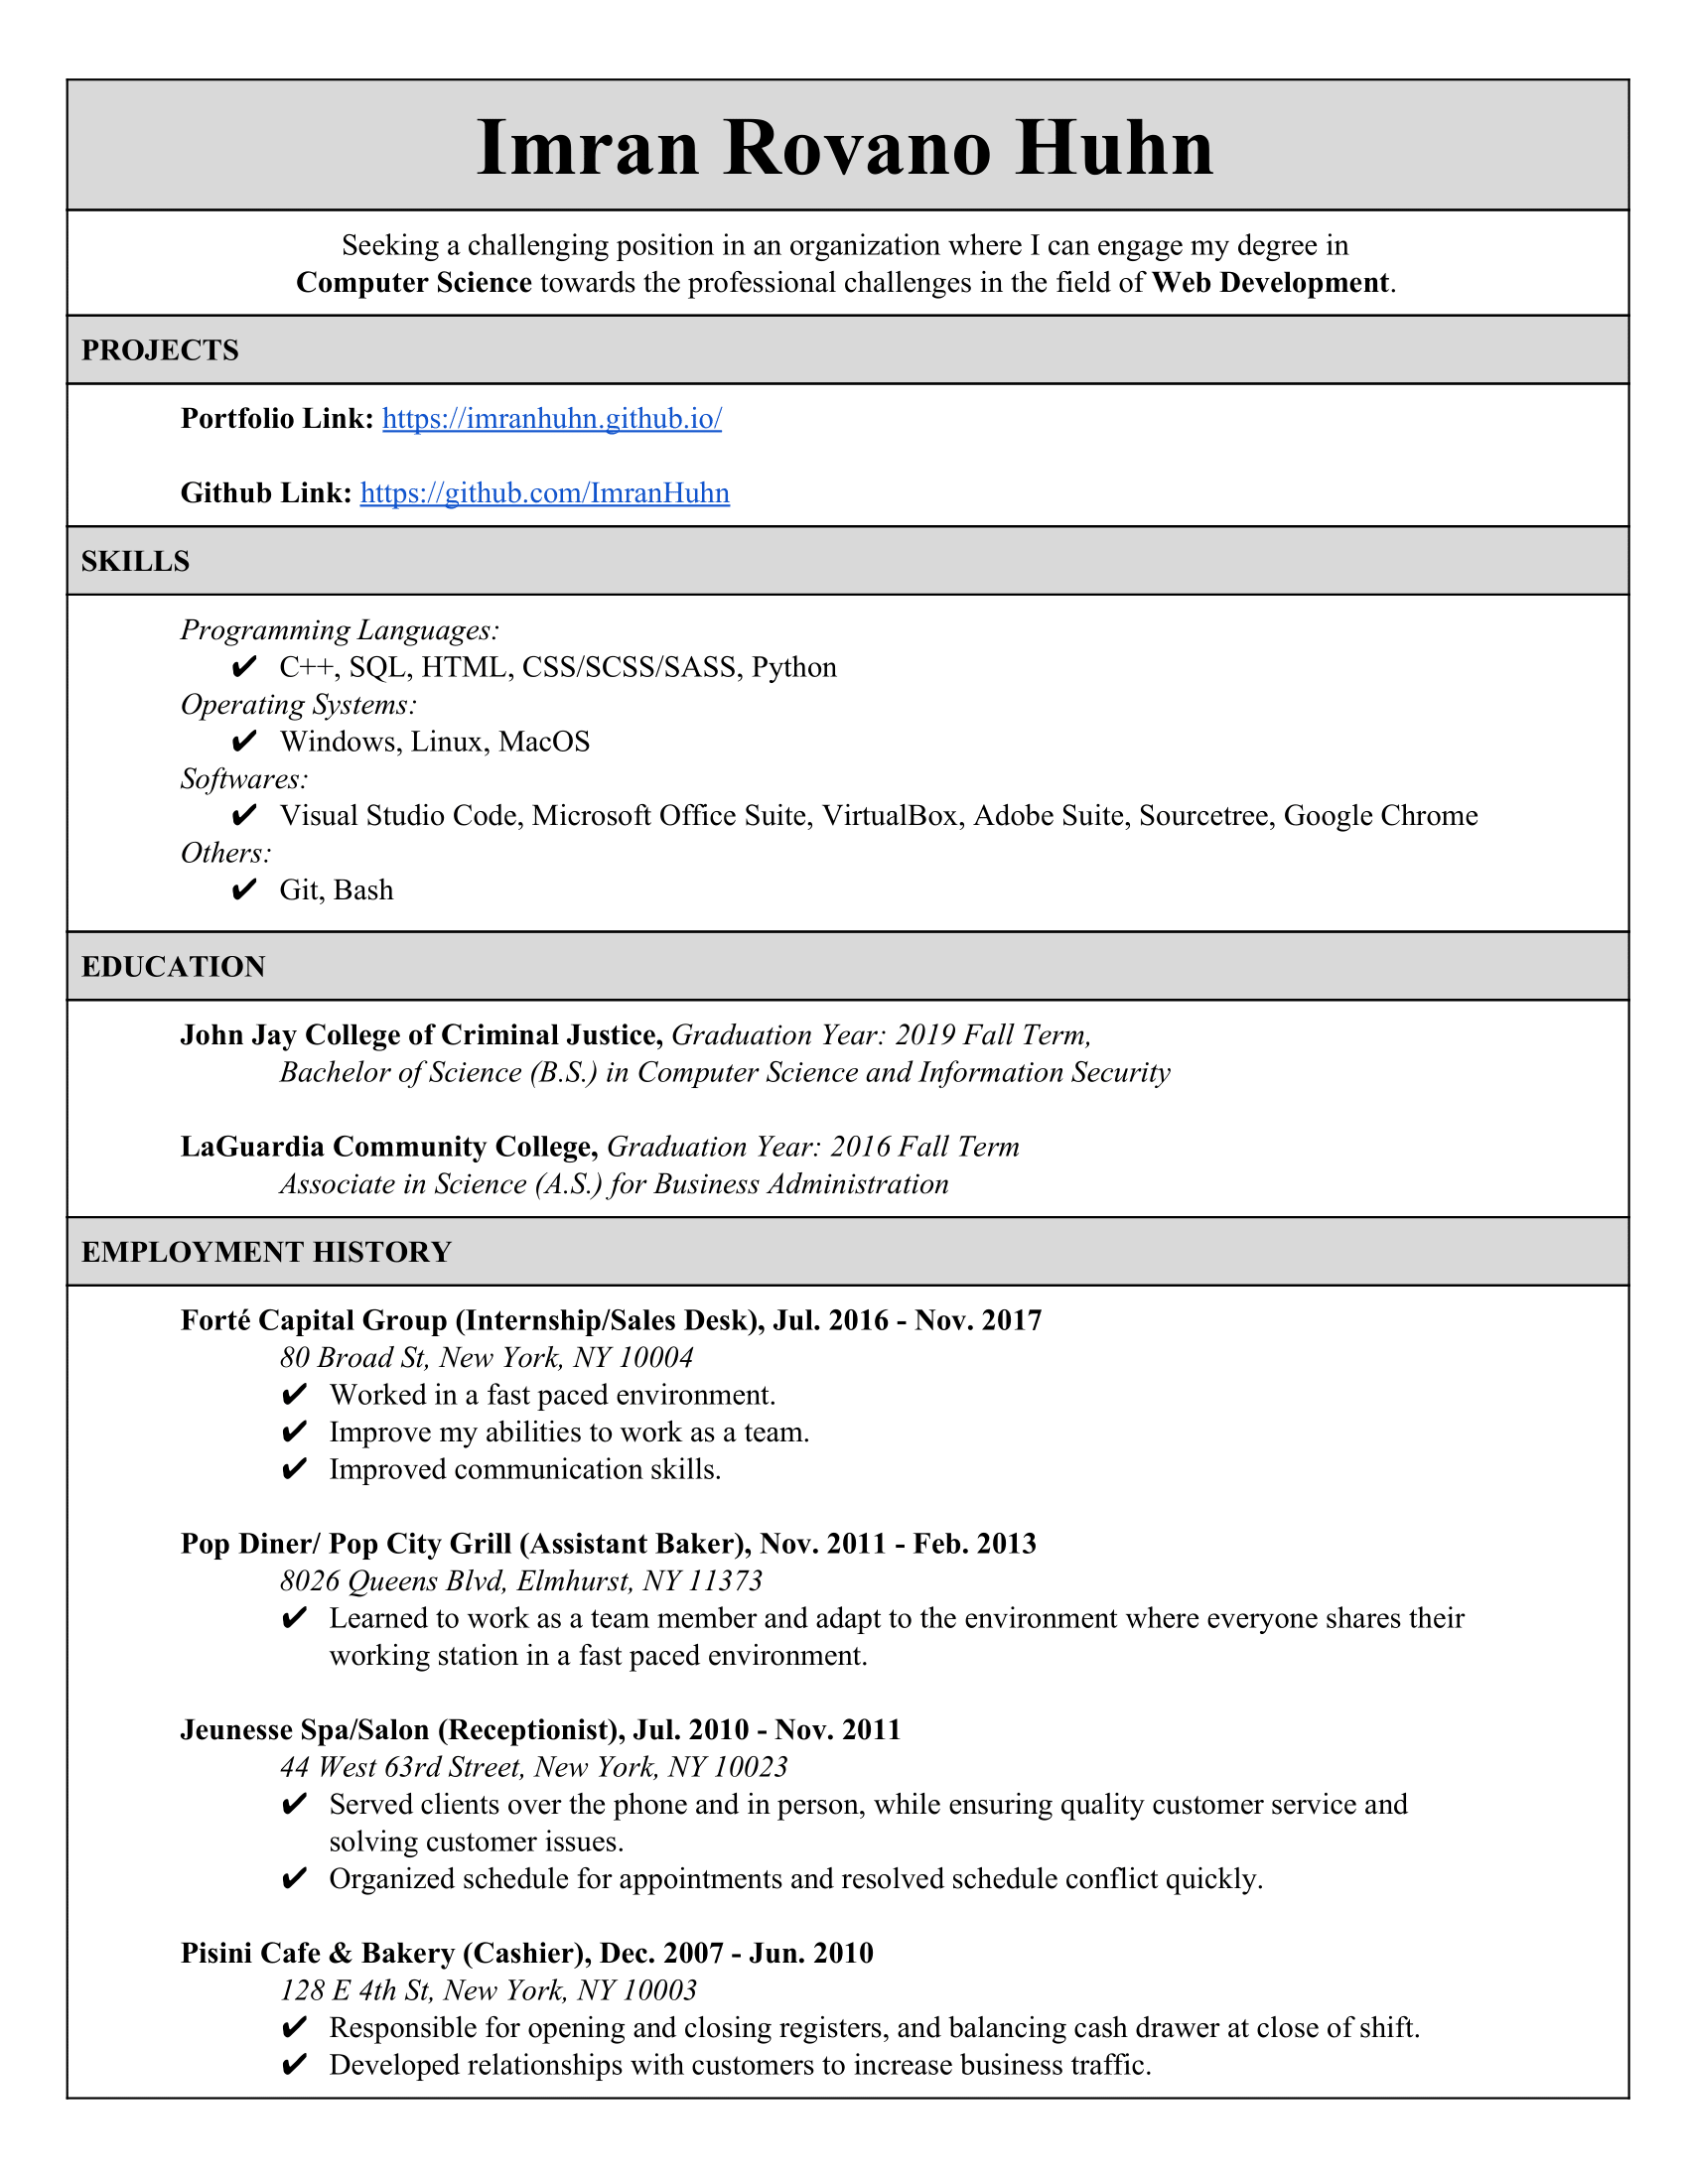 Imran Rovano Huhn
Seeking a challenging position in an organization where I can engage my degree in
Computer Science towards the professional challenges in the field of Web Development.
PROJECTS
Portfolio Link: https://imranhuhn.github.io/
Github Link: https://github.com/ImranHuhn
SKILLS
Programming Languages:
✔ C++, SQL, HTML, CSS/SCSS/SASS, Python
Operating Systems:
✔ Windows, Linux, MacOS
Softwares:
✔ Visual Studio Code, Microsoft Office Suite, VirtualBox, Adobe Suite, Sourcetree, Google Chrome
Others:
✔ Git, Bash
EDUCATION
John Jay College of Criminal Justice, Graduation Year: 2019 Fall Term,
Bachelor of Science (B.S.) in Computer Science and Information Security
LaGuardia Community College, Graduation Year: 2016 Fall Term
Associate in Science (A.S.) for Business Administration
EMPLOYMENT HISTORY
Forté Capital Group (Internship/Sales Desk), Jul. 2016 - Nov. 2017
80 Broad St, New York, NY 10004
✔ Worked in a fast paced environment.
✔ Improve my abilities to work as a team.
✔ Improved communication skills.
Pop Diner/ Pop City Grill (Assistant Baker), Nov. 2011 - Feb. 2013
8026 Queens Blvd, Elmhurst, NY 11373
✔ Learned to work as a team member and adapt to the environment where everyone shares their
working station in a fast paced environment.
Jeunesse Spa/Salon (Receptionist), Jul. 2010 - Nov. 2011
44 West 63rd Street, New York, NY 10023
✔ Served clients over the phone and in person, while ensuring quality customer service and
solving customer issues.
✔ Organized schedule for appointments and resolved schedule conflict quickly.
Pisini Cafe & Bakery (Cashier), Dec. 2007 - Jun. 2010
128 E 4th St, New York, NY 10003
✔ Responsible for opening and closing registers, and balancing cash drawer at close of shift.
✔ Developed relationships with customers to increase business traffic.